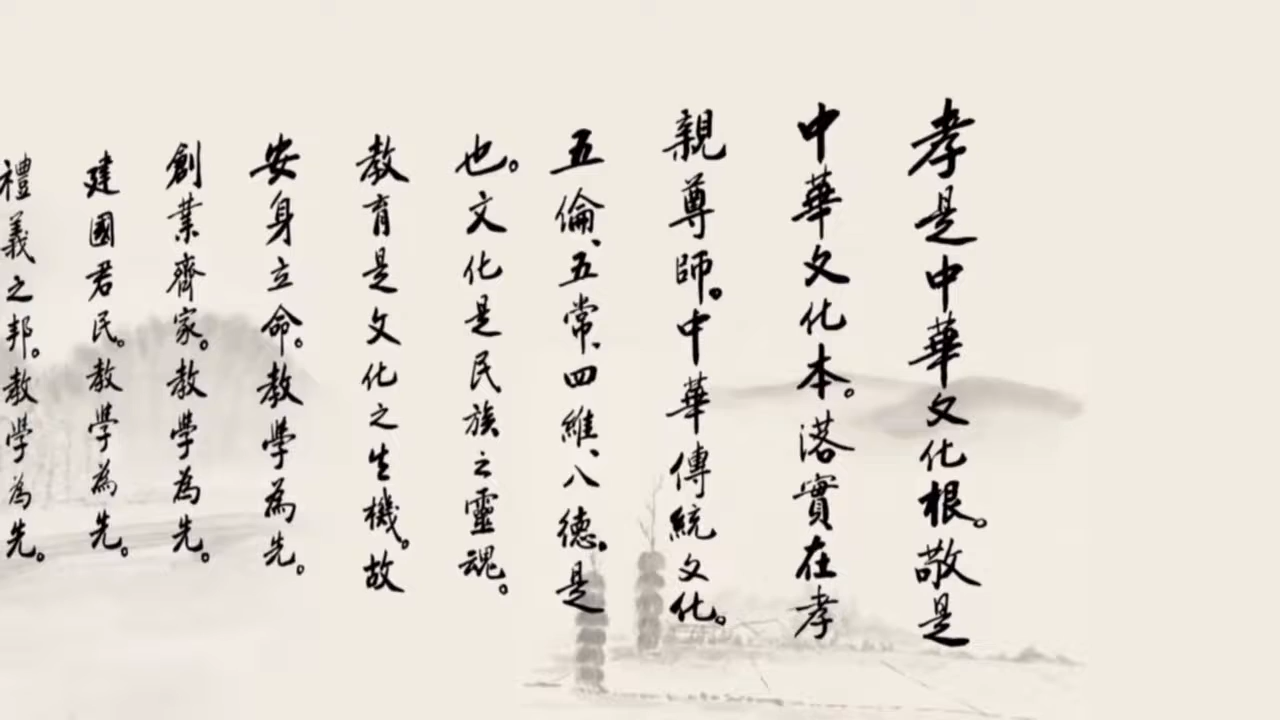 孝是中華文化根。敬是
中華文化本。落實在孝
親尊師。中華傳統文化。
五倫、五常、四維、八德。是
也。文化是民族之靈魂。
教育是文化之生機。故
安身立命。教學為先。
創業齊家。教學為先。
建國君民。教學為先。
禮義之邦。教學為先。